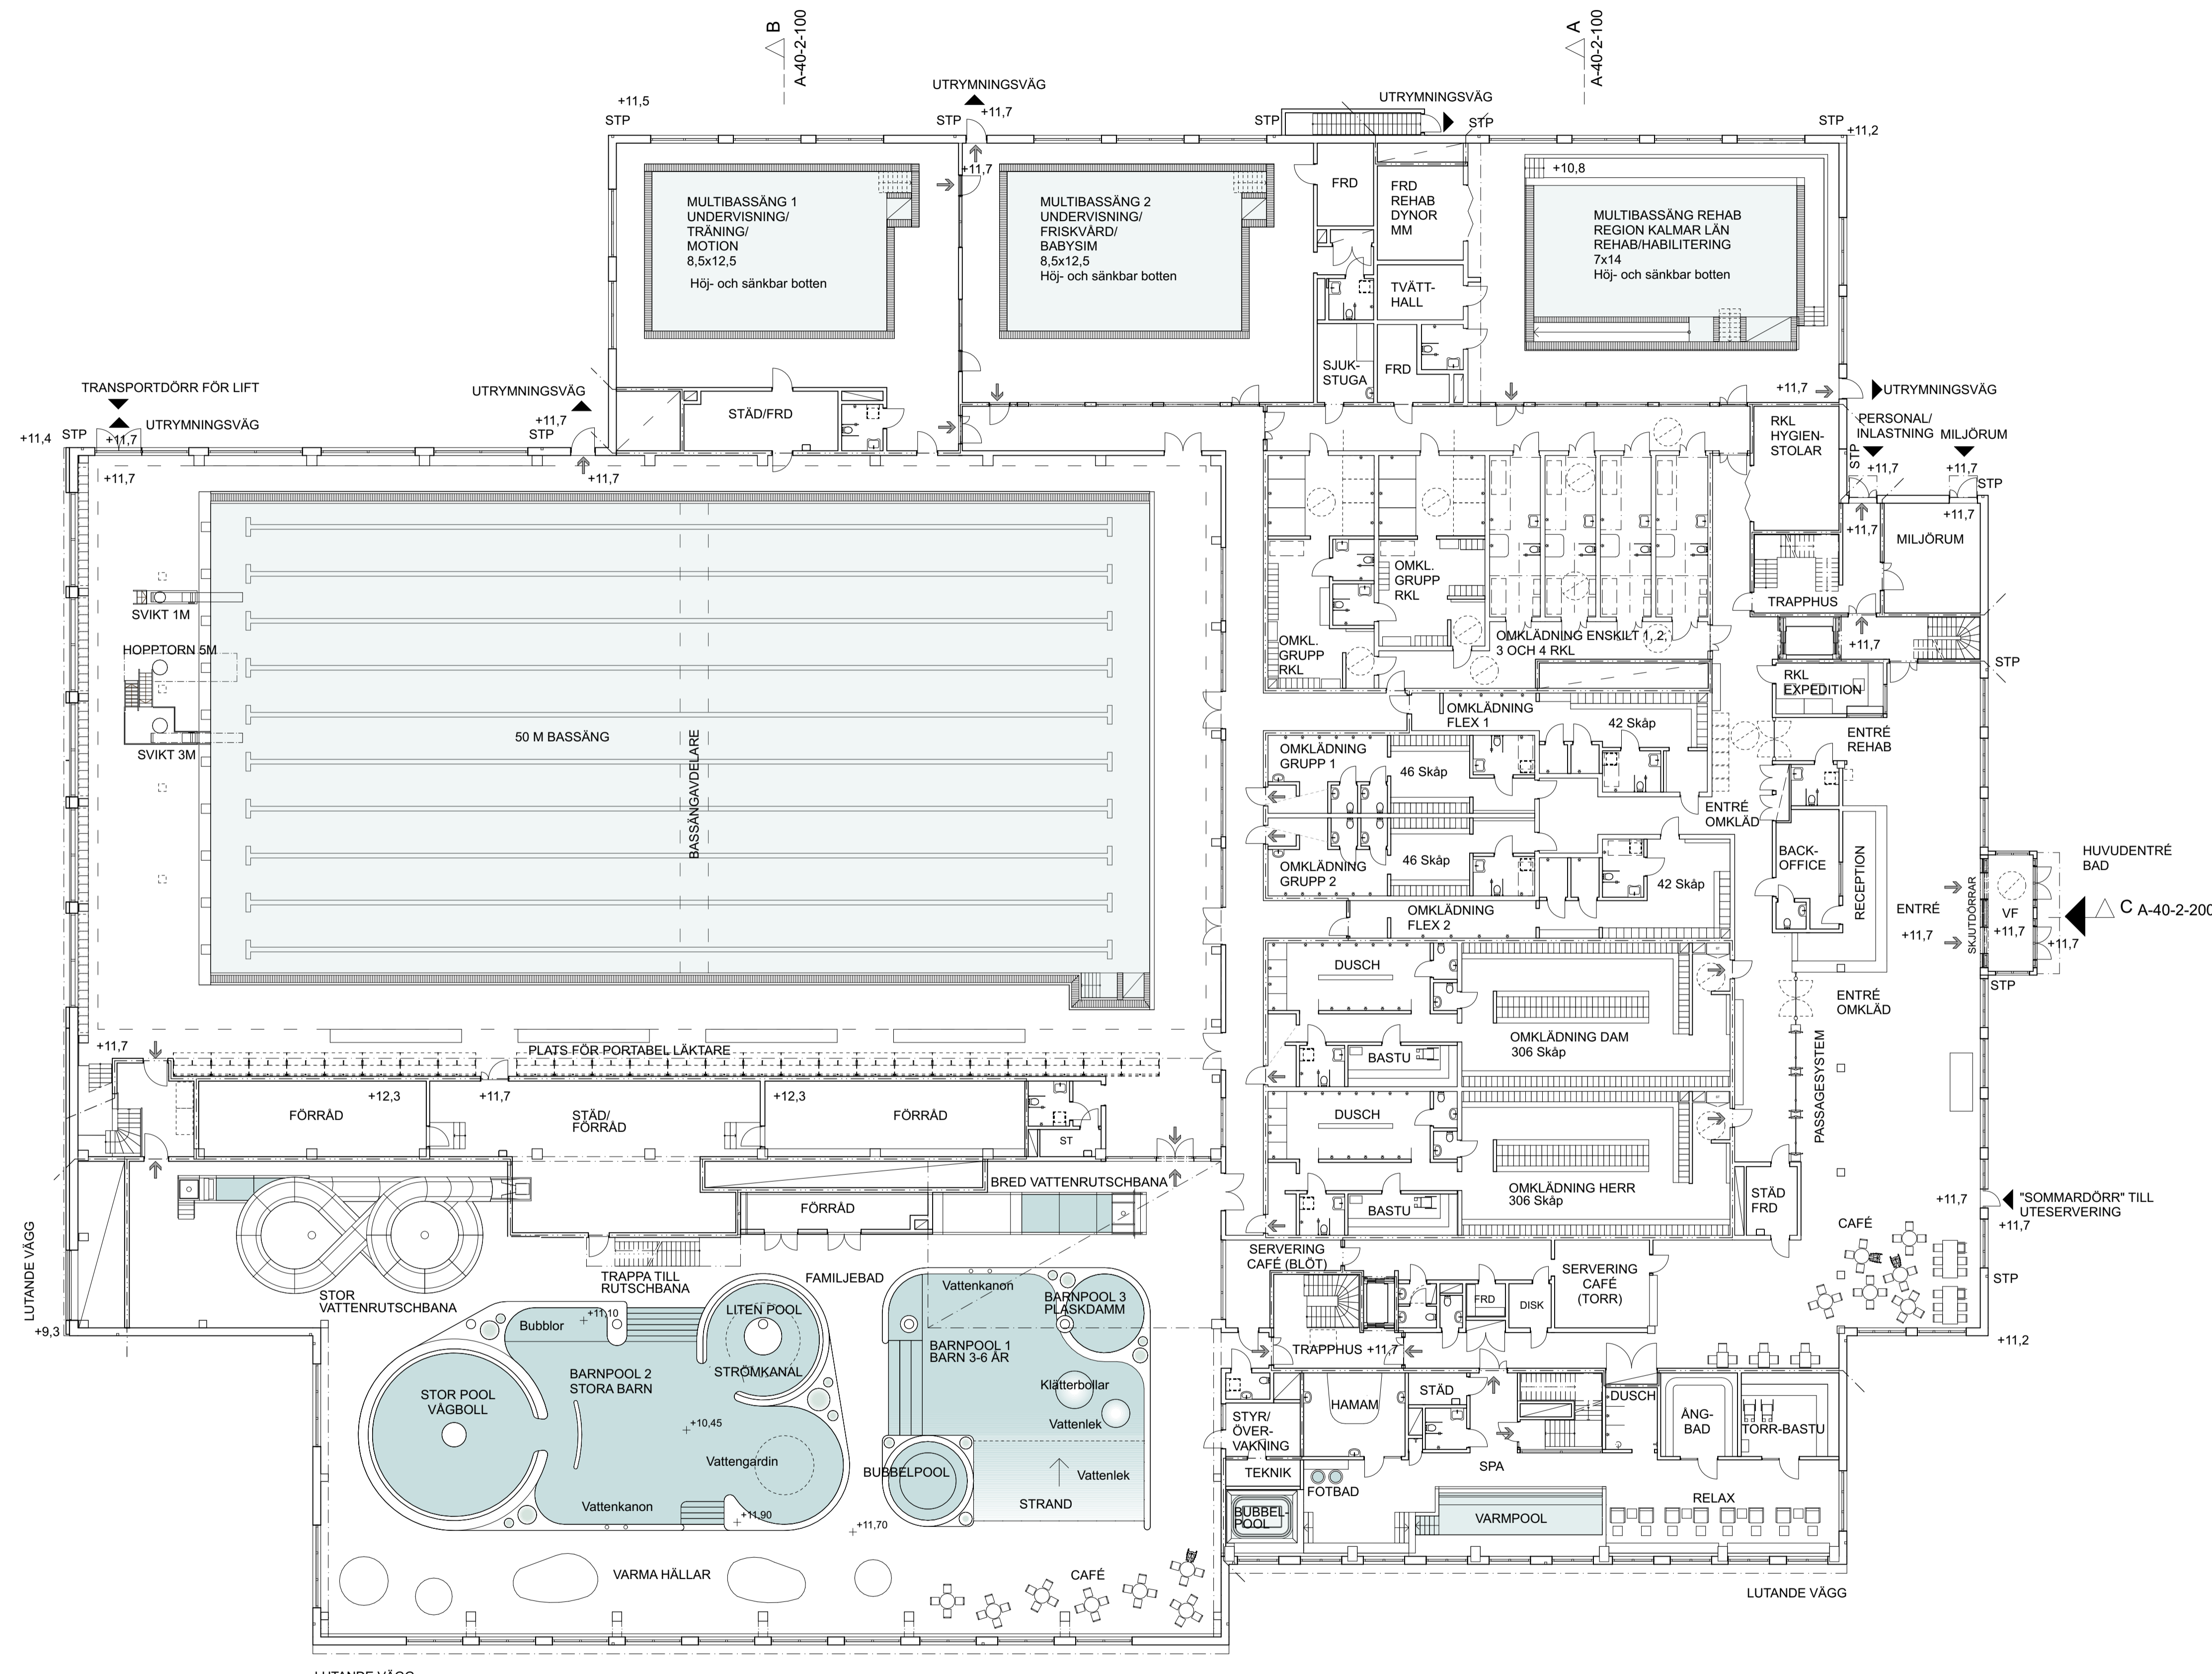 B
A-40-2-100
A
A-40-2-100
UTRYMNINGSVÄG
+11,7
UTRYMNINGSVÄG
+11,5
STP
STP
STP
STP
STP
+11,2
+11,7
MULTIBASSÄNG 1
UNDERVISNING/
TRÄNING/
MOTION
8,5x12,5
Höj- och sänkbar botten
MULTIBASSÄNG 2
UNDERVISNING/
FRISKVÅRD/
BABYSIM
8,5x12,5
Höj- och sänkbar botten
FRD
FRD
REHAB
DYNOR
MM
+10,8
MULTIBASSÄNG REHAB
REGION KALMAR LÄN
REHAB/HABILITERING
7x14
Höj- och sänkbar botten
TVÄTT-
HALL
SJUK-
STUGA
FRD
+11,7
UTRYMNINGSVÄG
TRANSPORTDÖRR FÖR LIFT
UTRYMNINGSVÄG
+11,4
STP
+11,7
+11,7
UTRYMNINGSVÄG
+11,7
STP
+11,7
STÄD/FRD
RKL
HYGIEN-
STOLAR
PERSONAL/
INLASTNING
MILJÖRUM
STP
+11,7
+11,7
STP
+11,7
+11,7
MILJÖRUM
TRAPPHUS
+11,7
STP
SVIKT 1M
HOPPTORN 5M
SVIKT 3M
50 M BASSÄNG
BASSÄNGAVDELARE
OMKL.
GRUPP
RKL
OMKL.
GRUPP
RKL
OMKLÄDNING ENSKILT 1, 2,
3 OCH 4 RKL
RKL
EXPEDITION
ENTRÉ
REHAB
OMKLÄDNING
FLEX 1
42 Skåp
OMKLÄDNING
GRUPP 1
46 Skåp
ENTRÉ
OMKLÄD
OMKLÄDNING
GRUPP 2
46 Skåp
42 Skåp
BACK-
OFFICE
RECEPTION
OMKLÄDNING
FLEX 2
ENTRÉ
+11,7
SKJUTDÖRRAR
VF
+11,7
+11,7
HUVUDENTRÉ
BAD
C A-40-2-200
STP
DUSCH
OMKLÄDNING DAM
306 Skåp
BASTU
ENTRÉ
OMKLÄD
PASSAGESYSTEM
DUSCH
OMKLÄDNING HERR
306 Skåp
BASTU
STÄD
FRD
+11,7
"SOMMARDÖRR" TILL
UTESERVERING
+11,7
CAFÉ
STP
+11,2
+11,7
PLATS FÖR PORTABEL LÄKTARE
FÖRRÅD
+12,3
+11,7
STÄD/
FÖRRÅD
+12,3
FÖRRÅD
ST
BRED VATTENRUTSCHBANA
FÖRRÅD
LUTANDE VÄGG
+9,3
STOR
VATTENRUTSCHBANA
TRAPPA TILL
RUTSCHBANA
FAMILJEBAD
SERVERING
CAFÉ (BLÖT)
SERVERING
CAFÉ
(TORR)
FRD
DISK
TRAPPHUS
+11,7
Bubblor
+11,10
LITEN POOL
STRÖMKANAL
BARNPOOL 2
STORA BARN
STOR POOL
VÅGBOLL
+10,45
Vattengardin
Vattenkanon
+11,90
+11,70
Vattenkanon
BARNPOOL 3
PLASKDAMM
BARNPOOL 1
BARN 3-6 ÅR
Klätterbollar
Vattenlek
BUBBELPOOL
Vattenlek
STRAND
VARMA HÄLLAR
CAFÉ
STYR/
ÖVER-
VAKNING
TEKNIK
BUBBEL-
POOL
HAMAM
STÄD
FOTBAD
SPA
DUSCH
ÅNG-
BAD
TORR-BASTU
VARMPOOL
RELAX
LUTANDE VÄGG
LUTANDE VÄGG